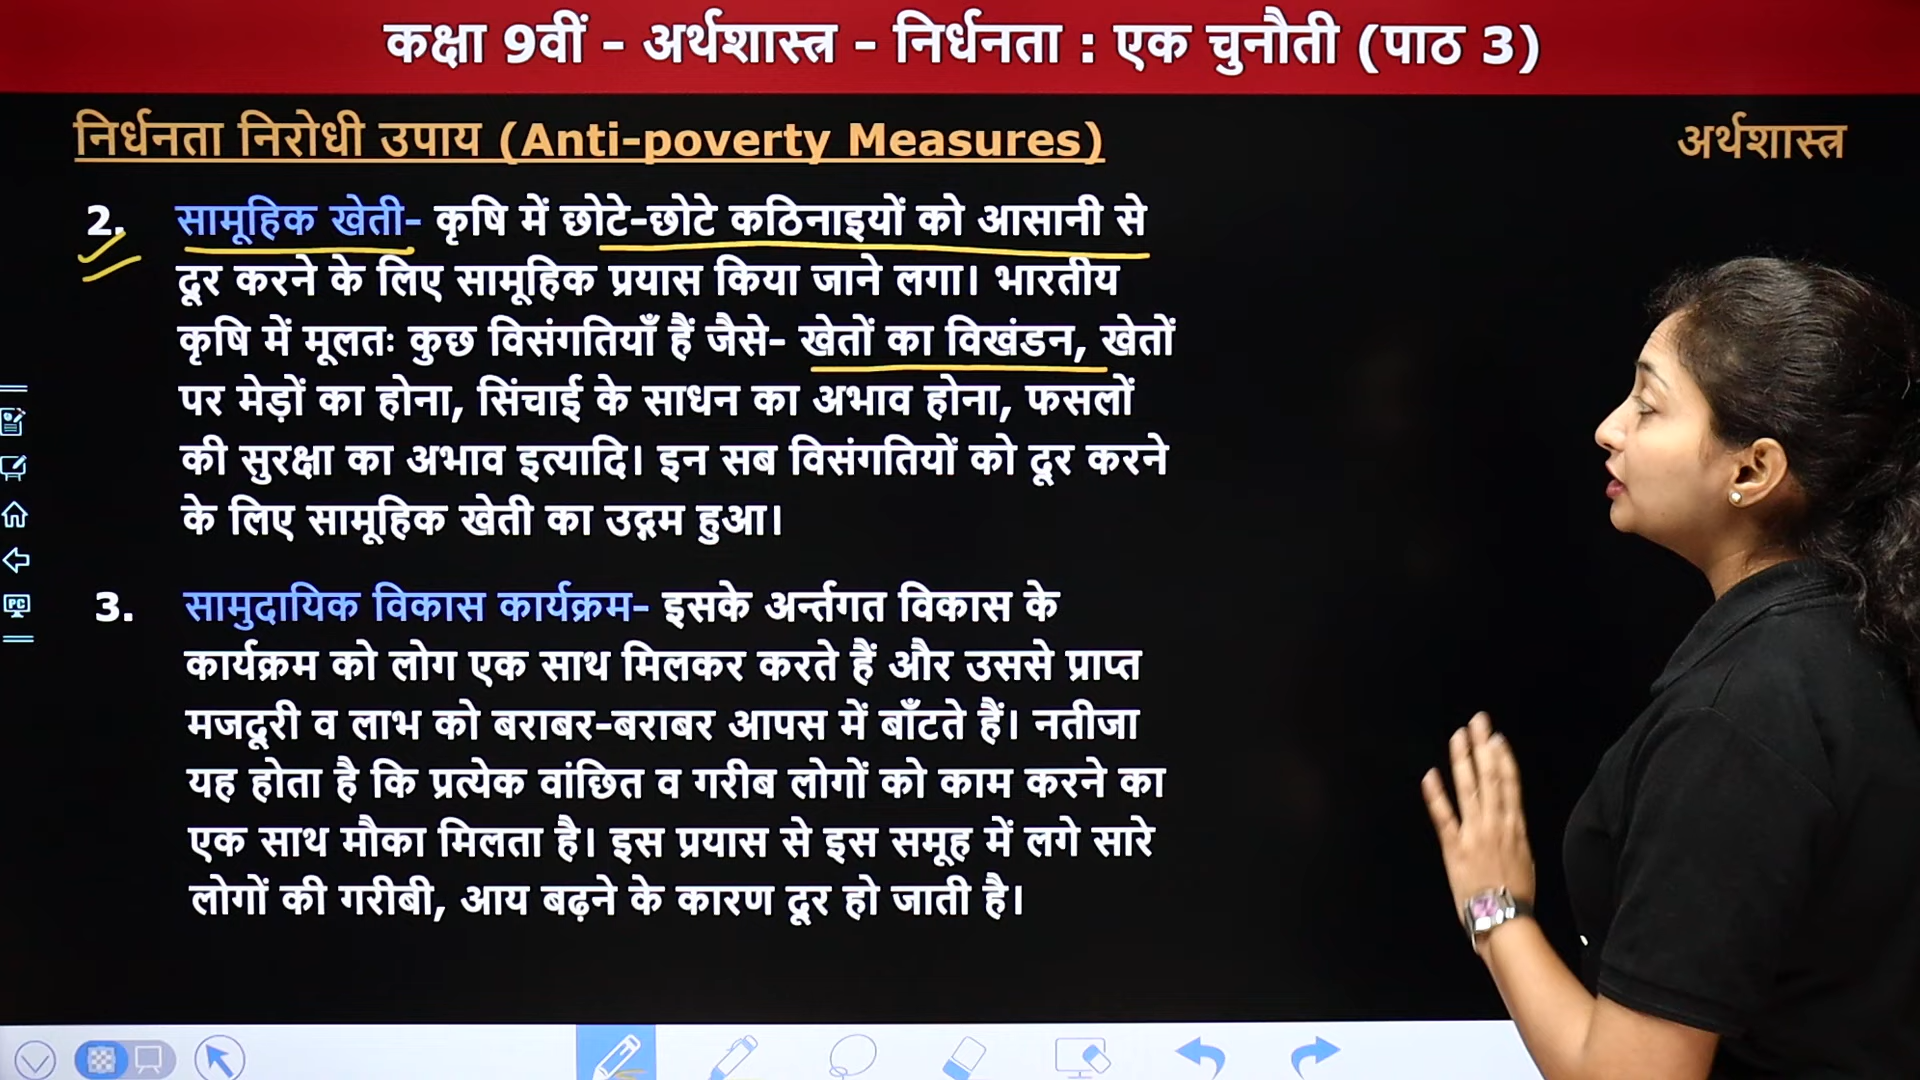 कक्षा 9वीं - अर्थशास्त्र - निर्धनता : एक चुनौती (पाठ 3)
निर्धनता निरोधी उपाय (Anti-poverty Measures)
अर्थशास्त्र
2. सामूहिक खेती- कृषि में छोटे-छोटे कठिनाइयों को आसानी से
दूर करने के लिए सामूहिक प्रयास किया जाने लगा। भारतीय
कृषि में मूलतः कुछ विसंगतियाँ हैं जैसे- खेतों का विखंडन, खेतों
पर मेड़ों का होना, सिंचाई के साधन का अभाव होना, फसलों
की सुरक्षा का अभाव इत्यादि। इन सब विसंगतियों को दूर करने
के लिए सामूहिक खेती का उद्गम हुआ।
3. सामुदायिक विकास कार्यक्रम- इसके अर्न्तगत विकास के
कार्यक्रम को लोग एक साथ मिलकर करते हैं और उससे प्राप्त
मजदूरी व लाभ को बराबर-बराबर आपस में बाँटते हैं। नतीजा
यह होता है कि प्रत्येक वांछित व गरीब लोगों को काम करने का
एक साथ मौका मिलता है। इस प्रयास से इस समूह में लगे सारे
लोगों की गरीबी, आय बढ़ने के कारण दूर हो जाती है।
PC